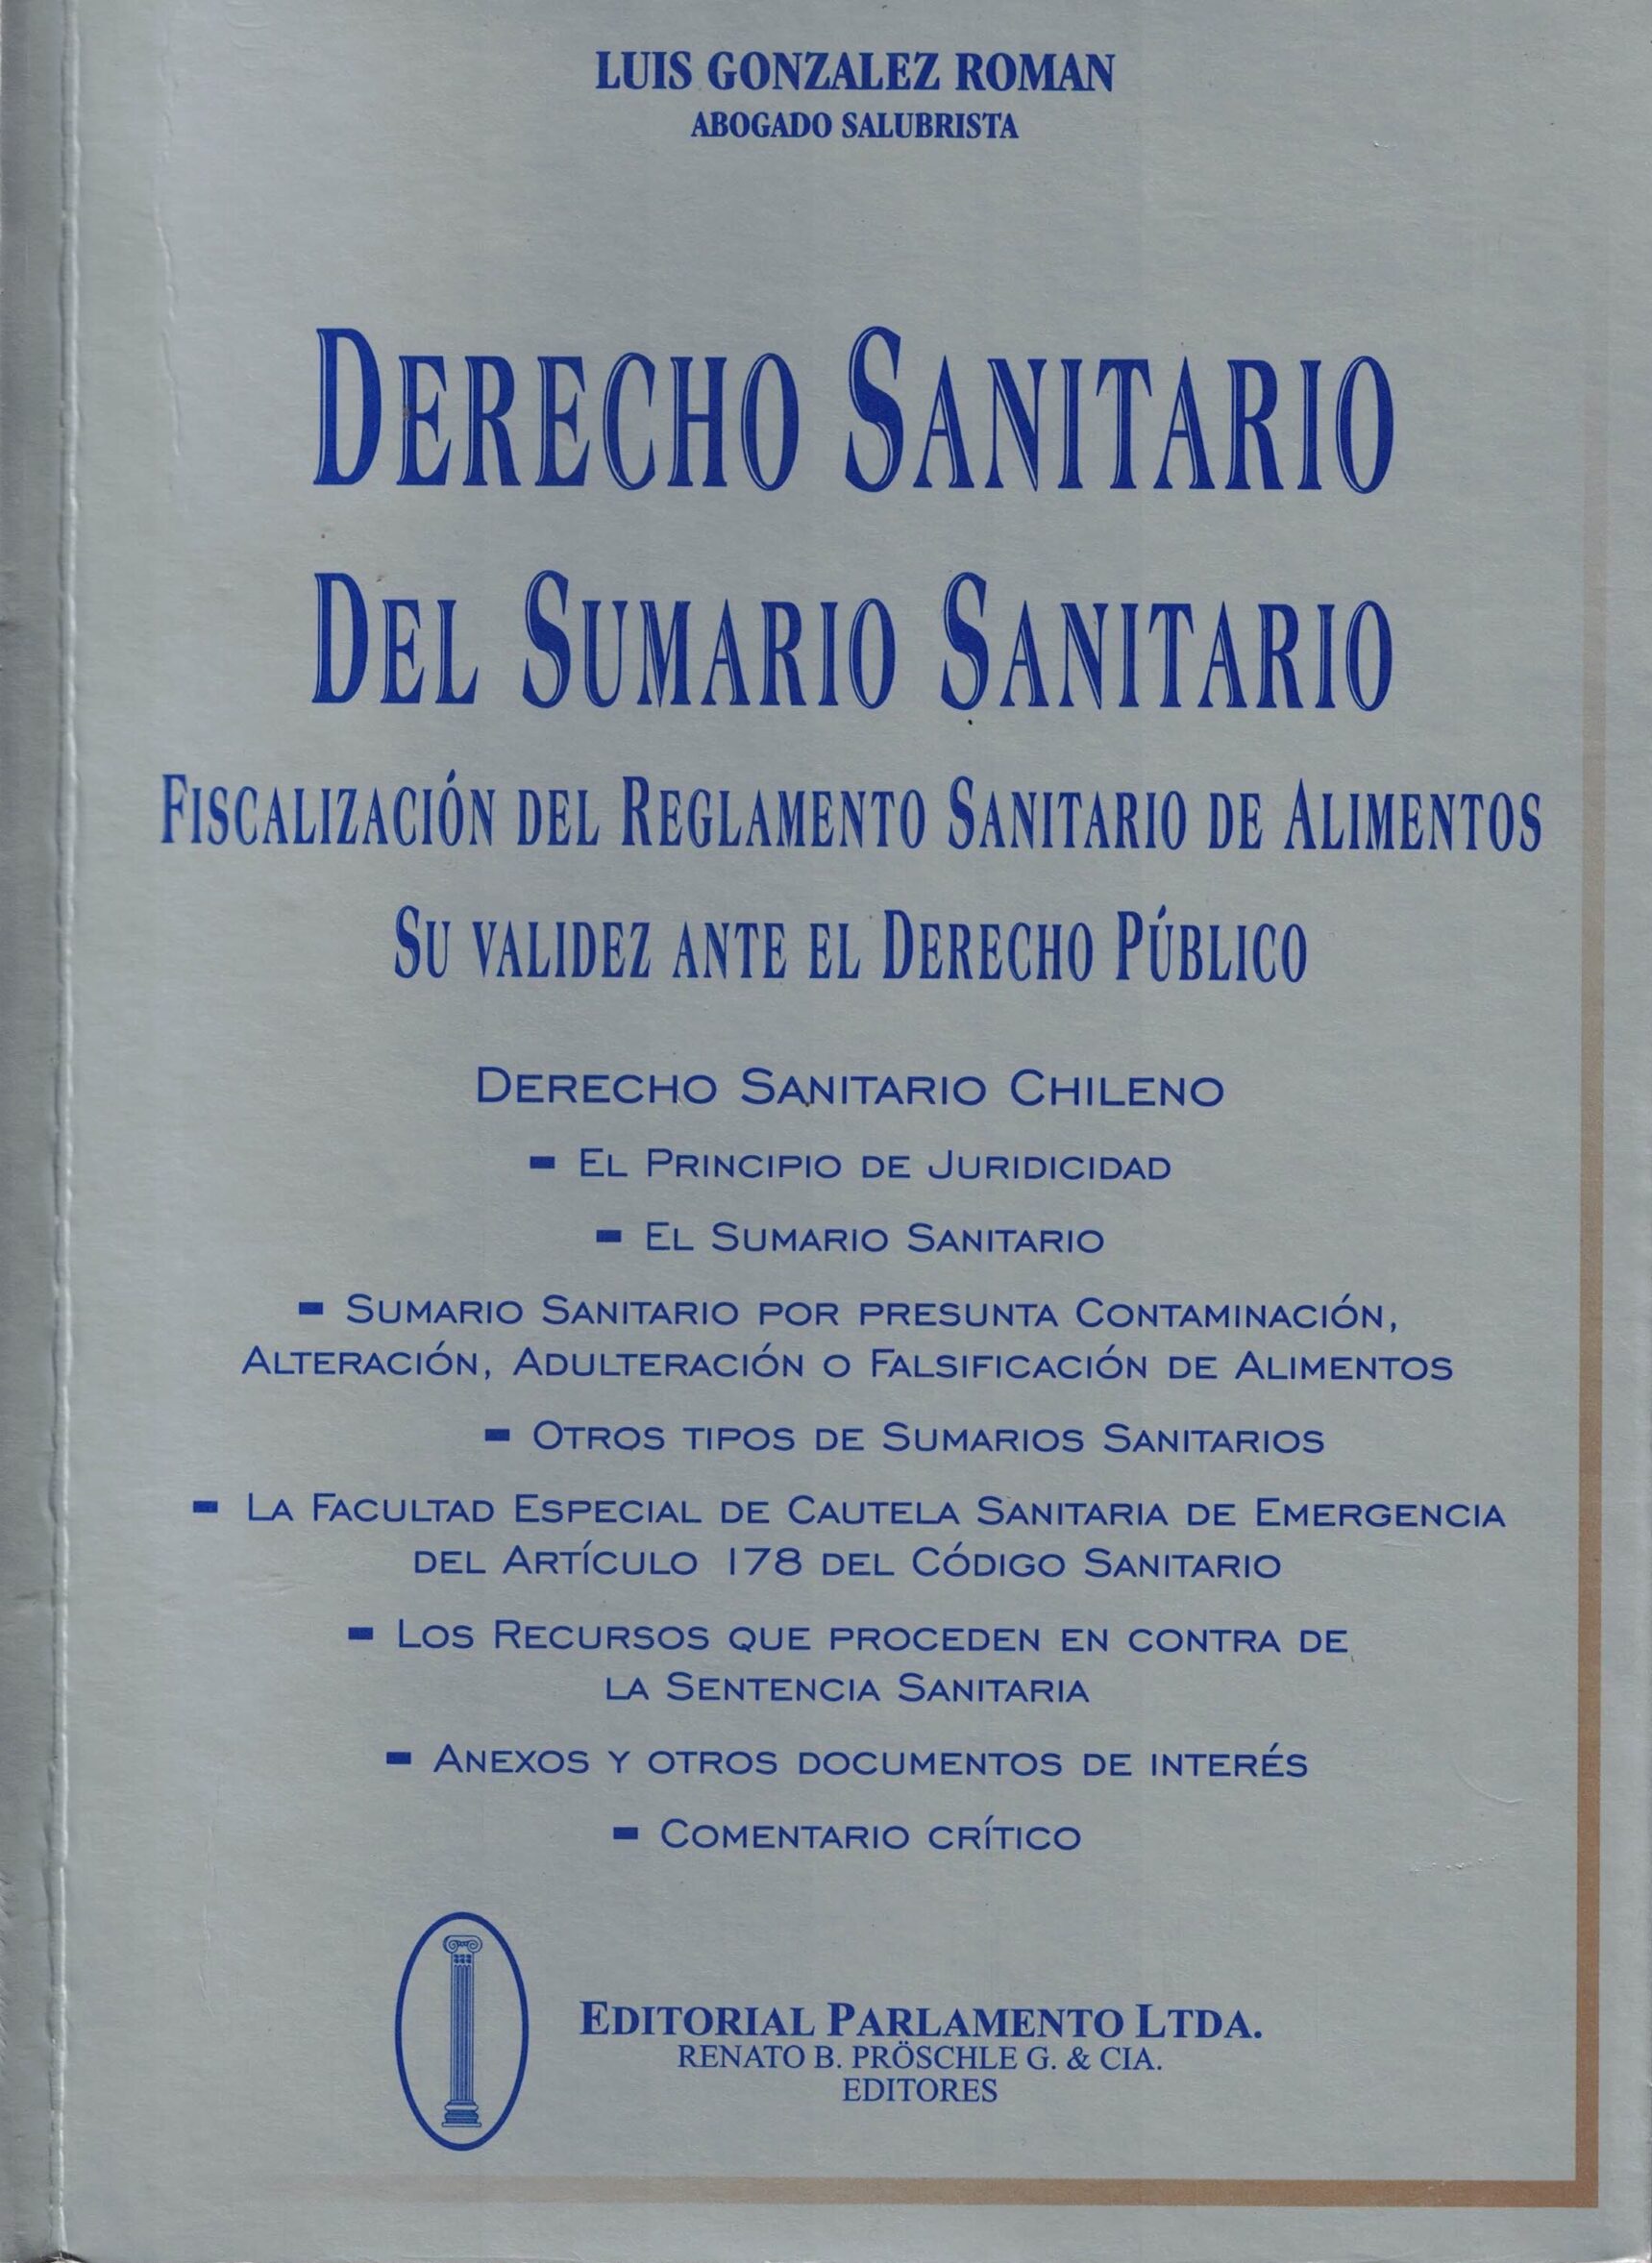 LUIS GONZALEZ ROMAN
ABOGADO SALUBRISTA
DERECHO SANITARIO
DEL SUMARIO SANITARIO
FISCALIZACIÓN DEL REGLAMENTO SANITARIO DE ALIMENTOS
SU VALIDEZ ANTE EL DERECHO PÚBLICO
DERECHO SANITARIO CHILENO
- EL PRINCIPIO DE JURIDICIDAD
- EL SUMARIO SANITARIO
- SUMARIO SANITARIO POR PRESUNTA CONTAMINACIÓN,
ALTERACIÓN, ADULTERACIÓN O FALSIFICACIÓN DE ALIMENTOS
- OTROS TIPOS DE SUMARIOS SANITARIOS
- LA FACULTAD ESPECIAL DE CAUTELA SANITARIA DE EMERGENCIA
DEL ARTÍCULO 178 DEL CÓDIGO SANITARIO
- LOS RECURSOS QUE PROCEDEN EN CONTRA DE
LA SENTENCIA SANITARIA
- ANEXOS Y OTROS DOCUMENTOS DE INTERÉS
- COMENTARIO CRÍTICO
EDITORIAL PARLAMENTO LTDA.
RENATO B. PRÖSCHLE G. & CIA.
EDITORES